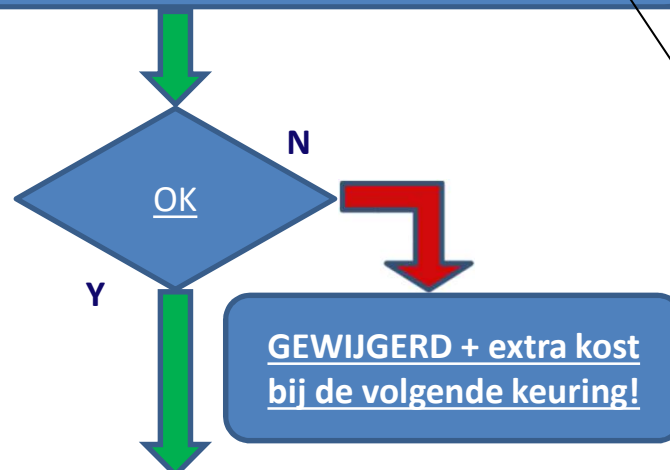 N
OK
Y
GEWIJGERD + extra kost
bij de volgende keuring!